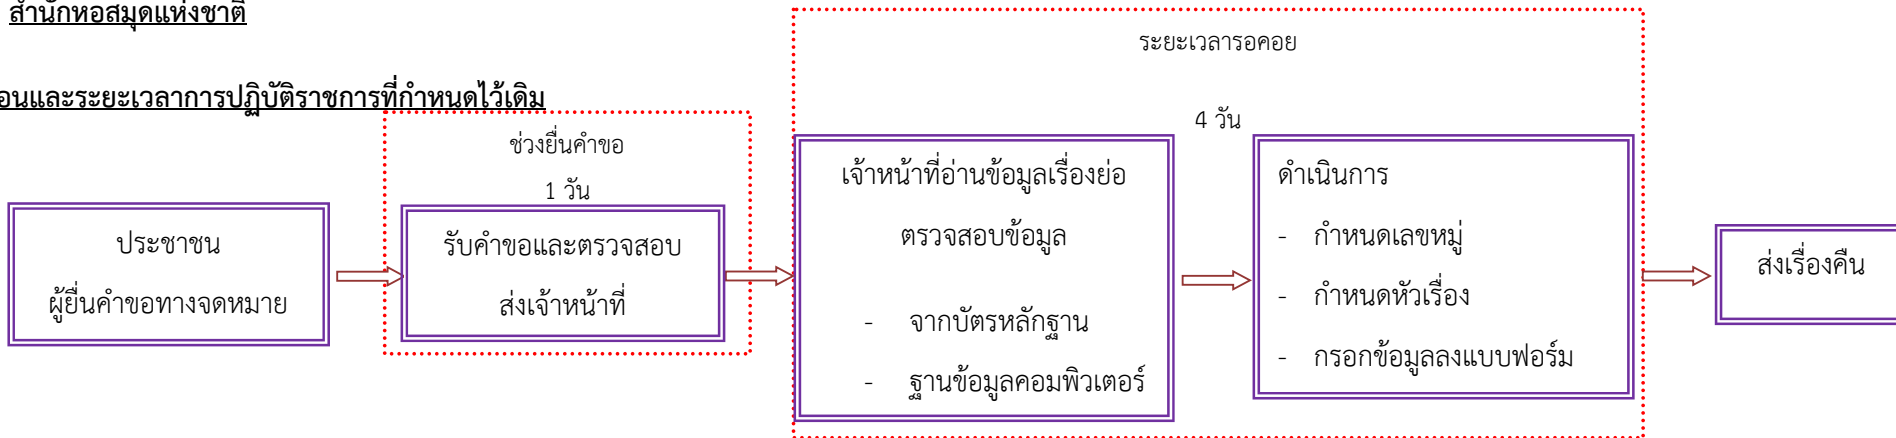 สำนักหอสมุดแห่งชาติ
อนและระยะเวลาการปฏิบัติราชการที่กำหนดไว้เดิม
ประชาชน
ผู้ยื่นคำขอทางจดหมาย
ช่วงยื่นคำขอ
1 วัน
รับคำขอและตรวจสอบ
ส่งเจ้าหน้าที่
ระยะเวลารอคอย
4 วัน
เจ้าหน้าที่อ่านข้อมูลเรื่องย่อ
ตรวจสอบข้อมูล
- จากบัตรหลักฐาน
- ฐานข้อมูลคอมพิวเตอร์
ดำเนินการ
- กำหนดเลขหมู่
- กำหนดหัวเรื่อง
- กรอกข้อมูลลงแบบฟอร์ม
ส่งเรื่องคืน